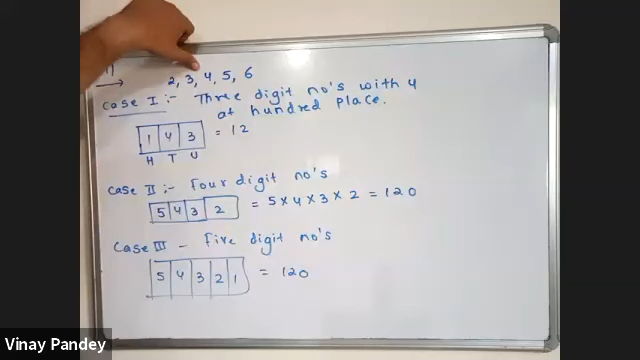 11
2, 3, 4, 5, 6
Case I :- Three digit no's with 4
at hundred place.
1 4 3 = 12
H T U
Case II :- Four digit no's
5 4 3 2 = 5 x 4 x 3 x 2 = 120
Case III - Five digit no's
5 4 3 2 1 = 120
Vinay Pandey